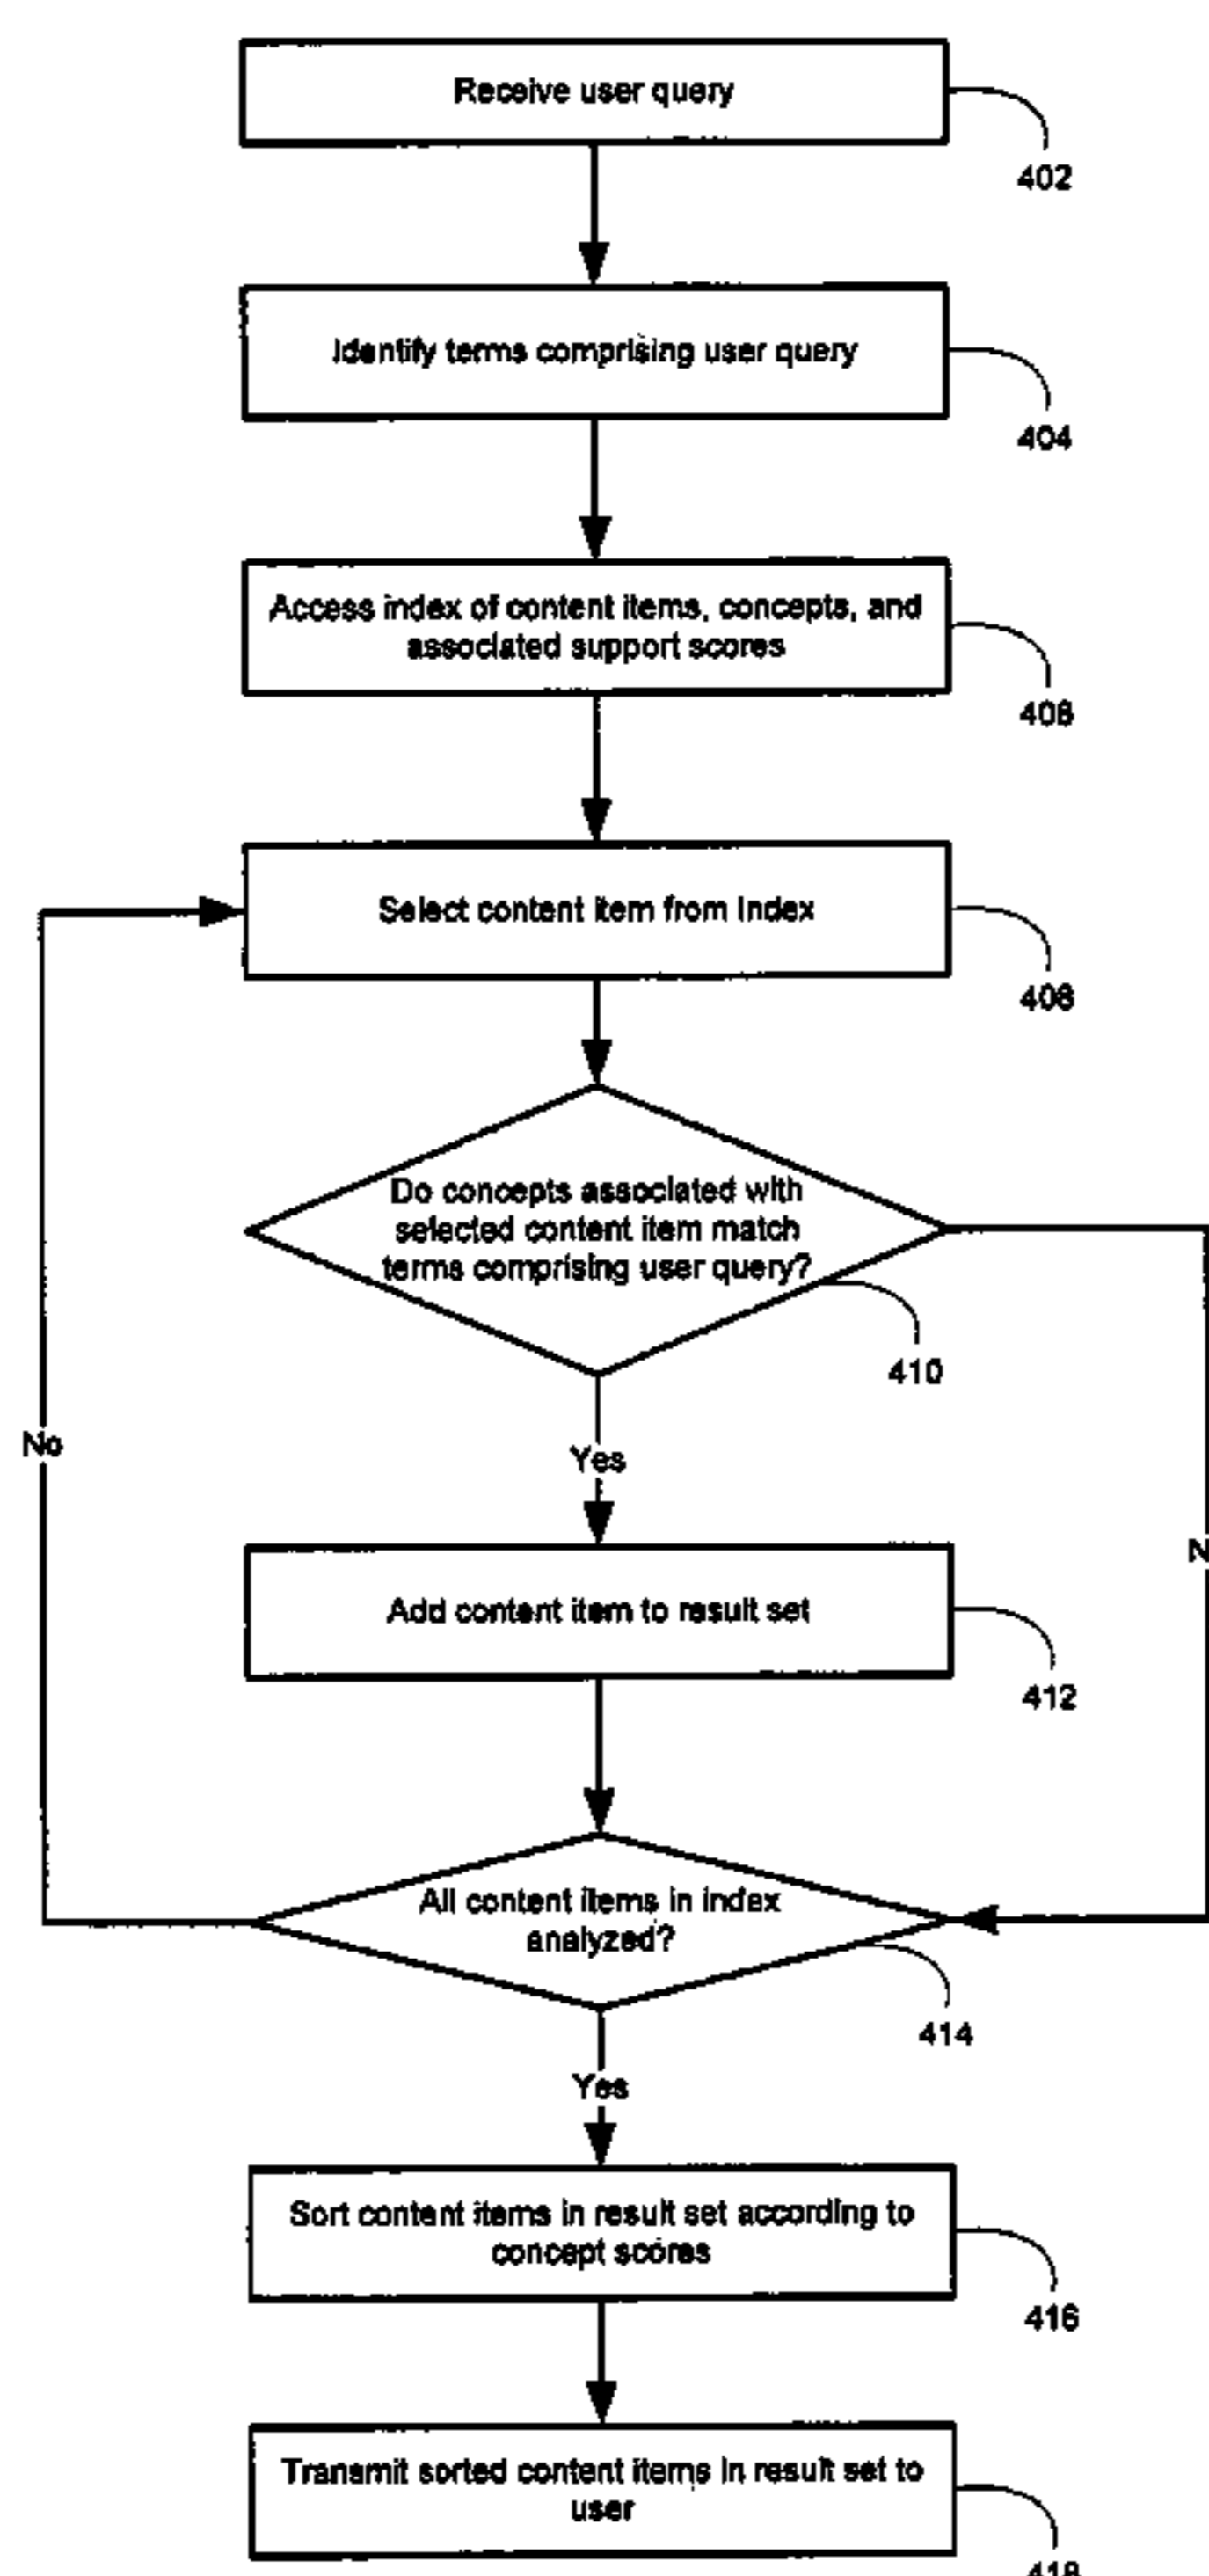 Receive user query
402
Identify terms comprising user query
404
Access index of content items, concepts, and
associated support scores
406
Select content item from Index
408
Do concepts associated with
selected content item match
terms comprising user query?
410
No
Yes
N
Add content item to result set
412
All content items in index
analyzed?
414
Yes
Sort content items in result set according to
concept scores
416
Transmit sorted content items in result set to
user
418